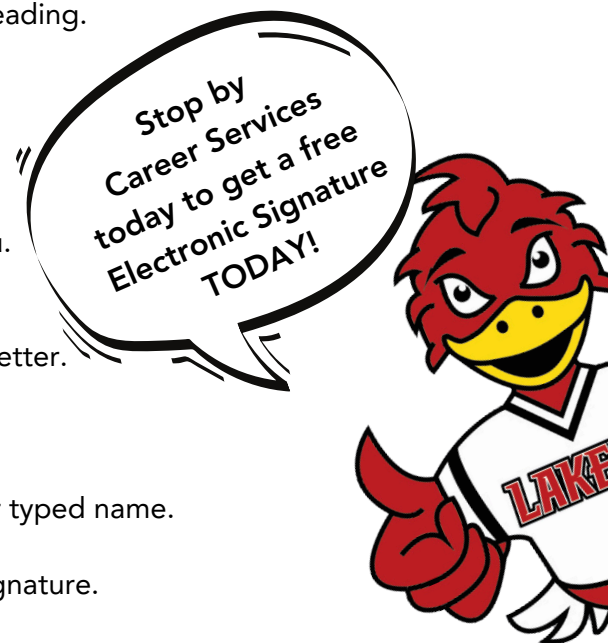 eading.
Stop by
Career Services
today to get a free
Electronic Signature
TODAY!
etter.
typed name.
LAKE
gnature.